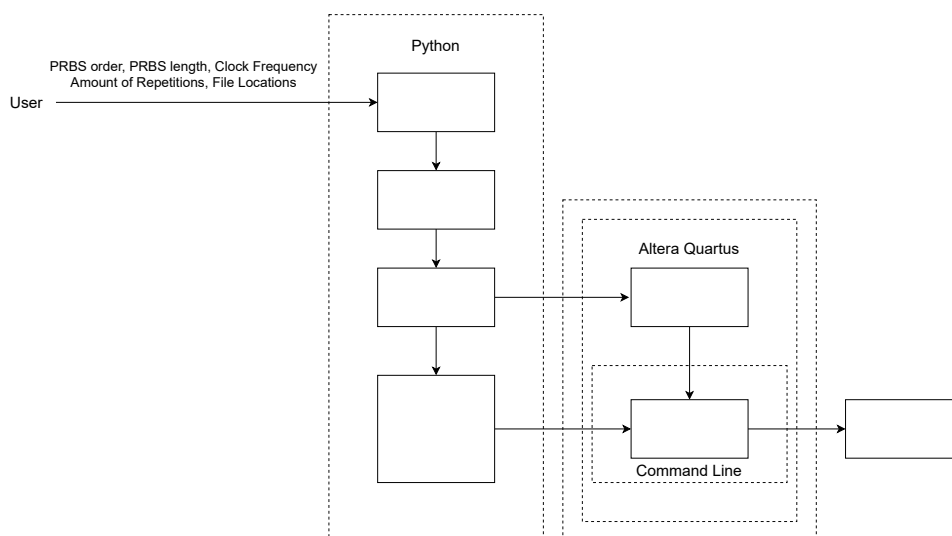 Python
PRBS order, PRBS length, Clock Frequency
Amount of Repetitions, File Locations
User
Altera Quartus
Command Line